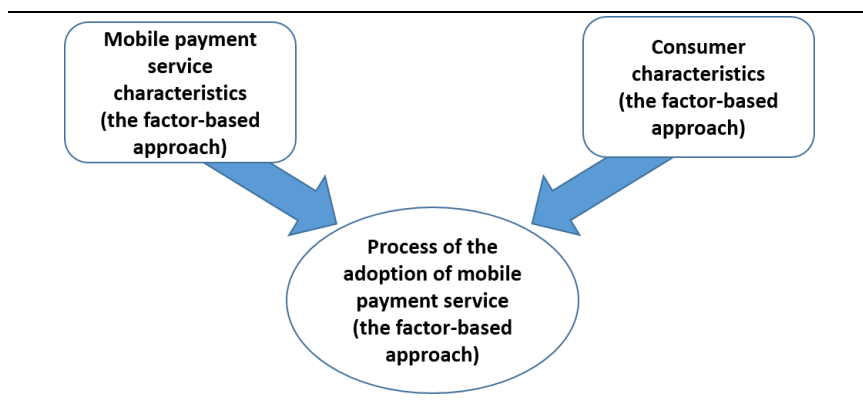 Mobile payment
service
characteristics
(the factor-based
approach)
Consumer
characteristics
(the factor-based
approach)
Process of the
adoption of mobile
payment service
(the factor-based
approach)